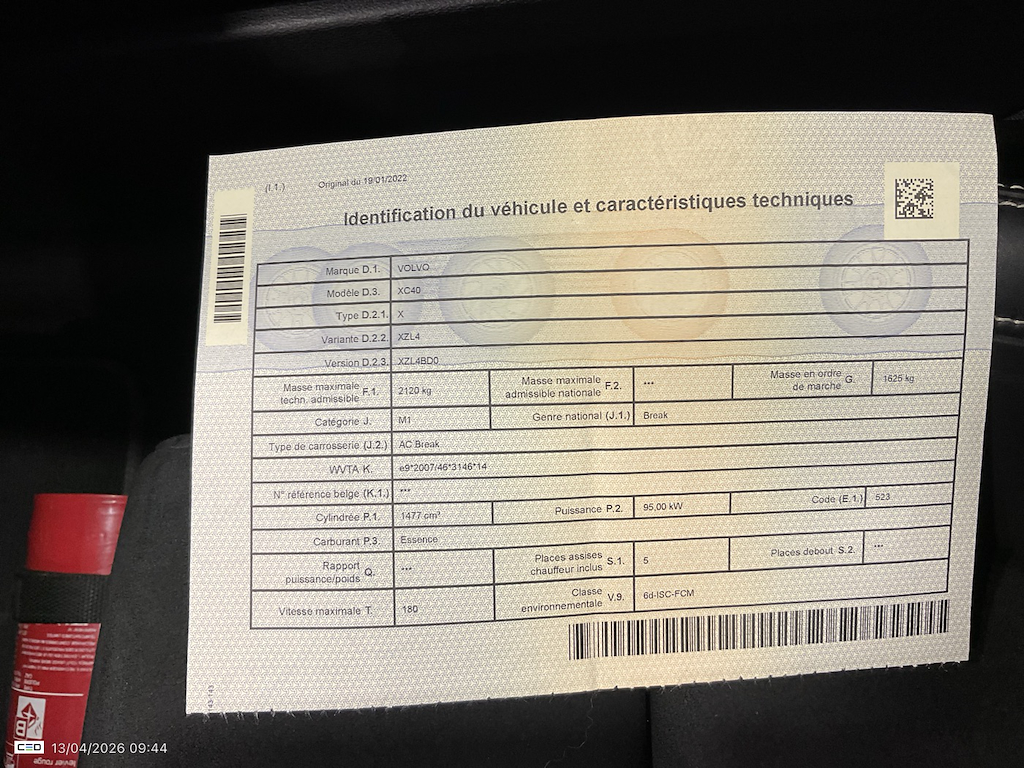 (I.1.) Original du 19/01/2022
Identification du véhicule et caractéristiques techniques
Marque D.1. VOLVO
Modèle D.3. XC40
Type D.2.1. X
Variante D.2.2. XZL4
Version D.2.3. XZL4BD0
Masse maximale techn. admissible F.1. 2120 kg Masse maximale admissible nationale F.2. *** Masse en ordre de marche G. 1625 kg
Catégorie J. M1 Genre national (J.1.) Break
Type de carrosserie (J.2.) AC Break
WVTA K. e9*2007/46*3146*14
N° référence belge (K.1.) ***
Cylindrée P.1. 1477 cm³ Puissance P.2. 95,00 kW Code (E.1.) 523
Carburant P.3. Essence
Rapport puissance/poids Q. *** Places assises chauffeur inclus S.1. 5 Places debout S.2. ***
Vitesse maximale T. 180 Classe environnementale V.9. 6d-ISC-FCM
CEO 13/04/2026 09:44